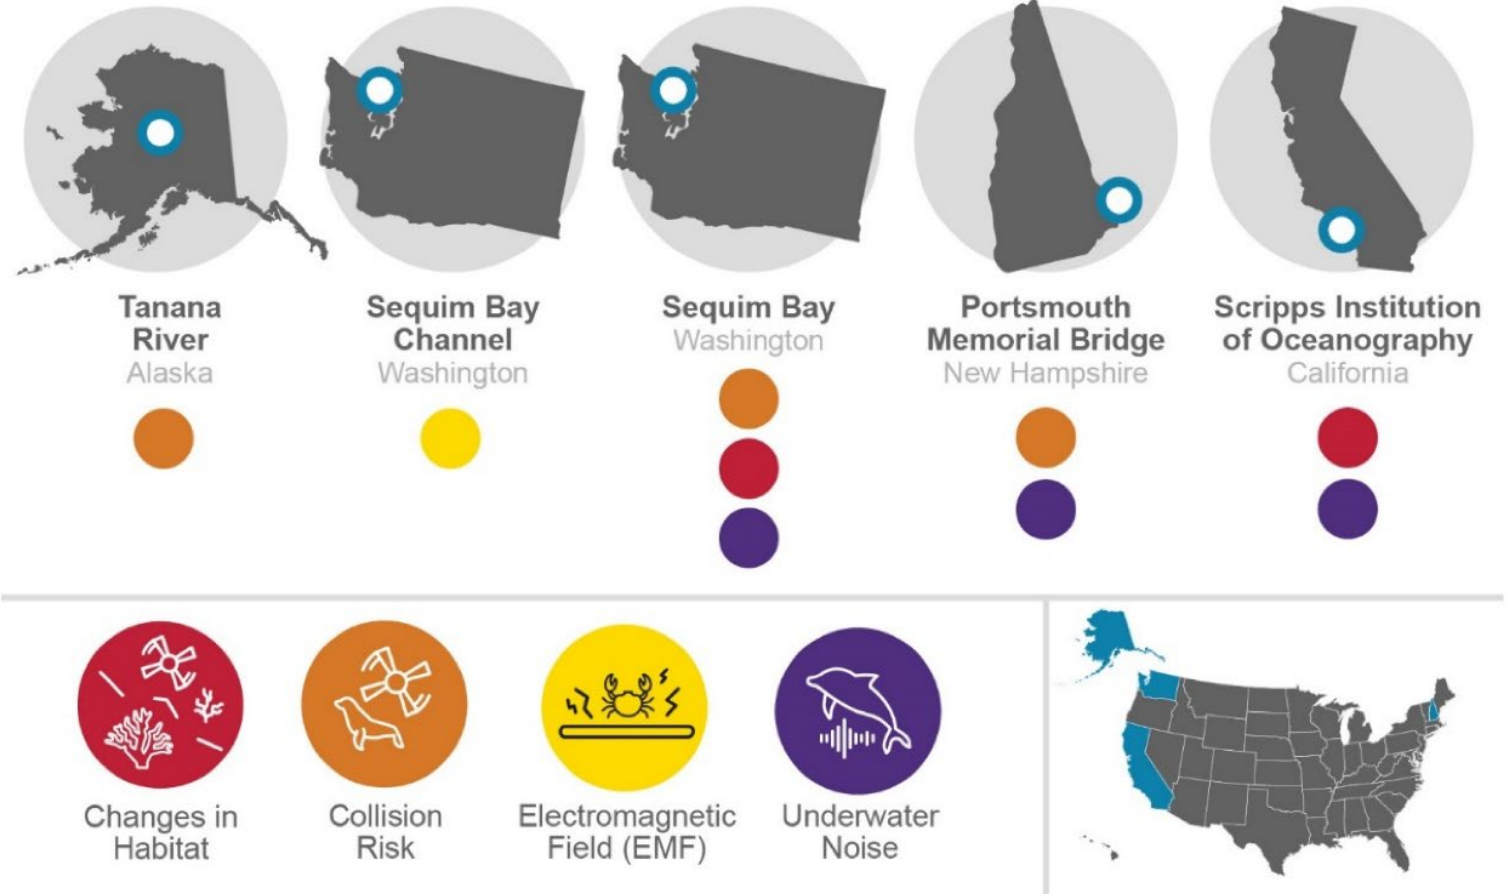 Tanana
River
Alaska
Sequim Bay
Channel
Washington
Sequim Bay
Washington
Portsmouth
Memorial Bridge
New Hampshire
Scripps Institution
of Oceanography
California
Changes in
Habitat
Collision
Risk
Electromagnetic
Field (EMF)
Underwater
Noise